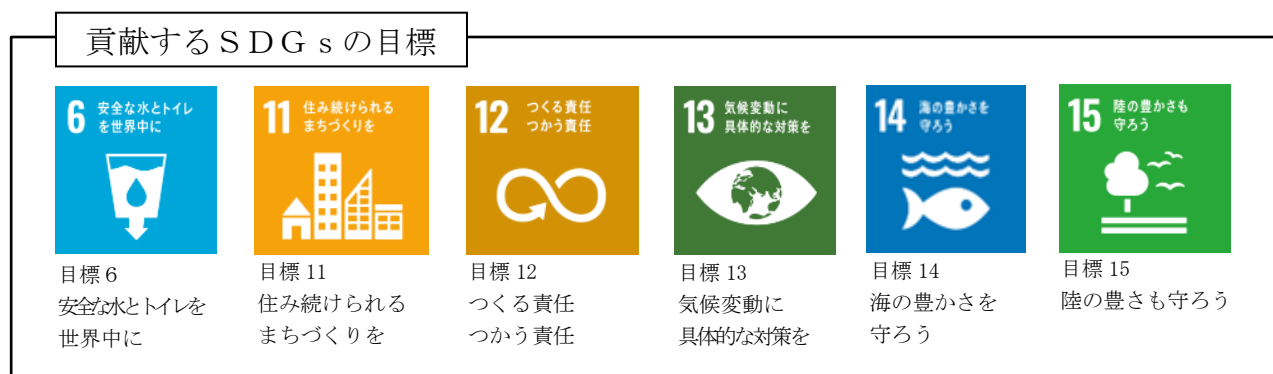 貢献するＳＤＧｓの目標
6 安全な水とトイレ
を世界中に
11 住み続けられる
まちづくりを
12 つくる責任
つかう責任
13 気候変動に
具体的な対策を
14 海の豊かさを
守ろう
15 陸の豊かさも
守ろう
目標６
安全な水とトイレを
世界中に
目標 11
住み続けられる
まちづくりを
目標 12
つくる責任
つかう責任
目標 13
気候変動に
具体的な対策を
目標 14
海の豊かさを
守ろう
目標 15
陸の豊さも守ろう